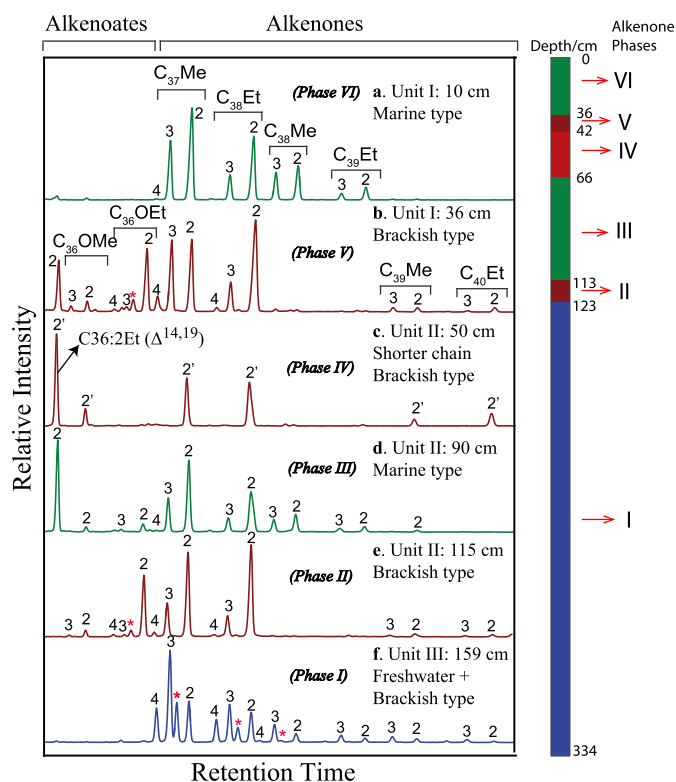 Alkenoates Alkenones
Alkenone
Phases
Depth/cm
C37Me
C38Et
C38Me
C39Et
(Phase VI)
a. Unit I: 10 cm
Marine type
4 3 2 3 2 3 2 3 2
C36OMe
C36OEt
(Phase V)
b. Unit I: 36 cm
Brackish type
C39Me
C40Et
2 3 2 4 3 * 2 4 3 2 4 3 2 3 2 3 2
C36:2Et (Δ14,19)
(Phase IV)
c. Unit II: 50 cm
Shorter chain
Brackish type
2' 2' 2' 2' 2' 2'
(Phase III)
d. Unit II: 90 cm
Marine type
2 2 3 2 4 3 2 3 2 3 2 3 2 2
(Phase II)
e. Unit II: 115 cm
Brackish type
3 2 4 3 * 2 4 3 2 4 3 2 3 2 3 2
(Phase I)
f. Unit III: 159 cm
Freshwater +
Brackish type
4 3 * 2 4 3 * 2 4 3 * 2 3 2 3 2 3 2
Relative Intensity
Retention Time
0
VI
36
V
42
IV
66
III
113
II
123
I
334